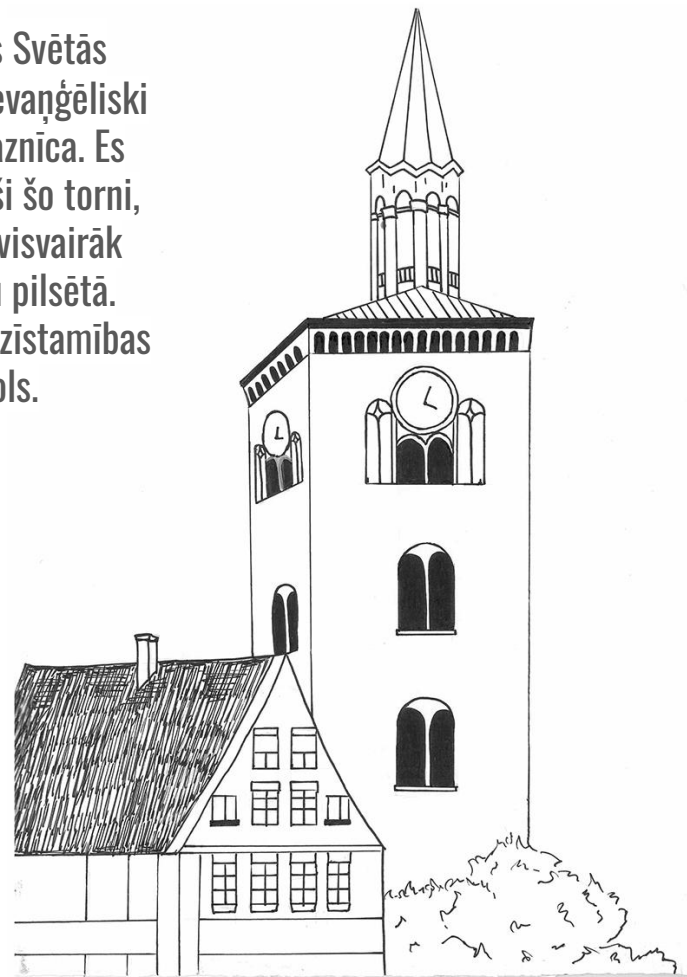 s Svētās
evaņģēliski
aznīca. Es
ši šo torni,
visvairāk
u pilsētā.
zīstamības
ols.